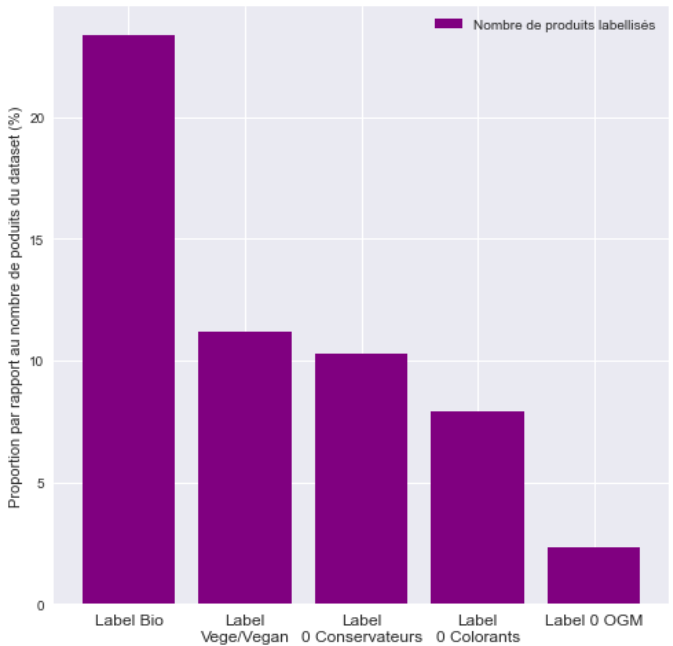 Nombre de produits labellisés
Proportion par rapport au nombre de poduits du dataset (%)
20
15
10
5
0
Label Bio
Label
Vege/Vegan
Label
0 Conservateurs
Label
0 Colorants
Label 0 OGM